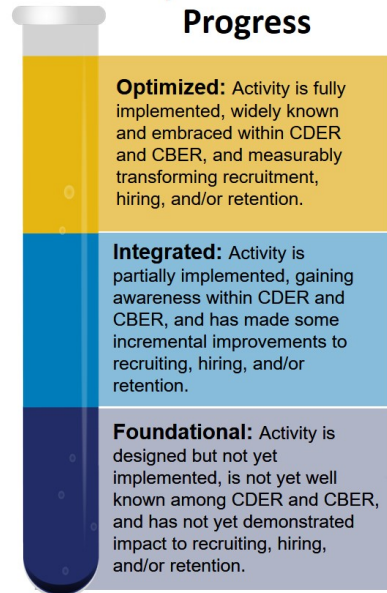 Progress
Optimized: Activity is fully
implemented, widely known
and embraced within CDER
and CBER, and measurably
transforming recruitment,
hiring, and/or retention.
Integrated: Activity is
partially implemented, gaining
awareness within CDER and
CBER, and has made some
incremental improvements to
recruiting, hiring, and/or
retention.
Foundational: Activity is
designed but not yet
implemented, is not yet well
known among CDER and CBER,
and has not yet demonstrated
impact to recruiting, hiring,
and/or retention.